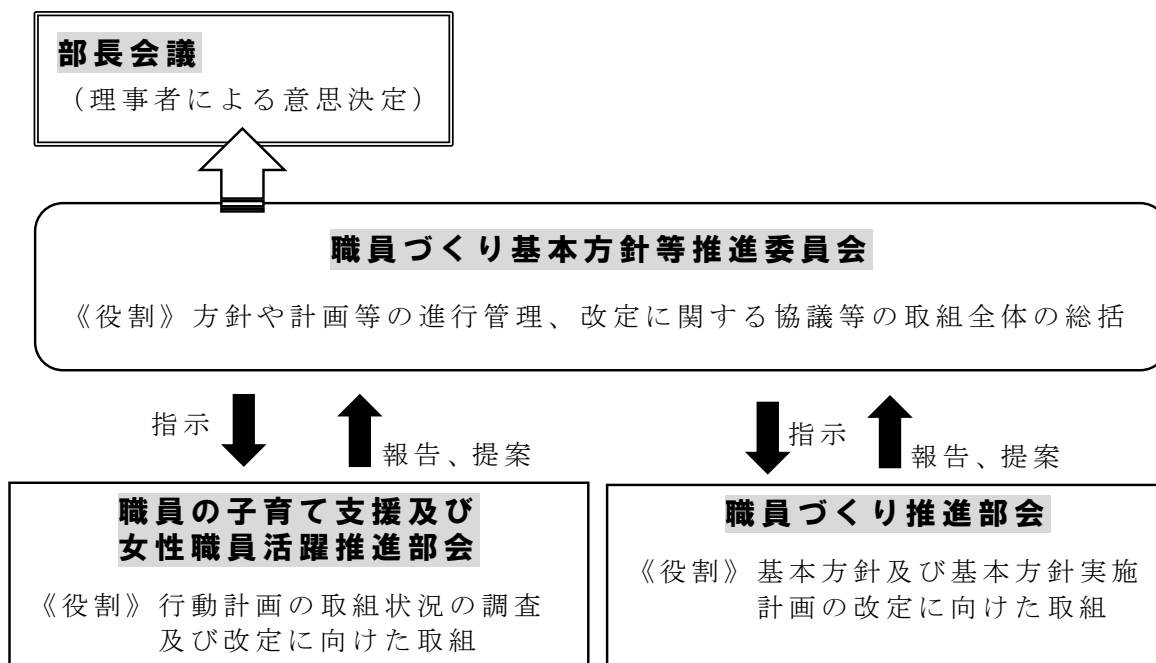 部長会議
（理事者による意思決定）
職員づくり基本方針等推進委員会
《役割》方針や計画等の進行管理、改定に関する協議等の取組全体の総括
指示
報告、提案
指示
報告、提案
職員の子育て支援及び
女性職員活躍推進部会
《役割》行動計画の取組状況の調査
及び改定に向けた取組
職員づくり推進部会
《役割》基本方針及び基本方針実施
計画の改定に向けた取組